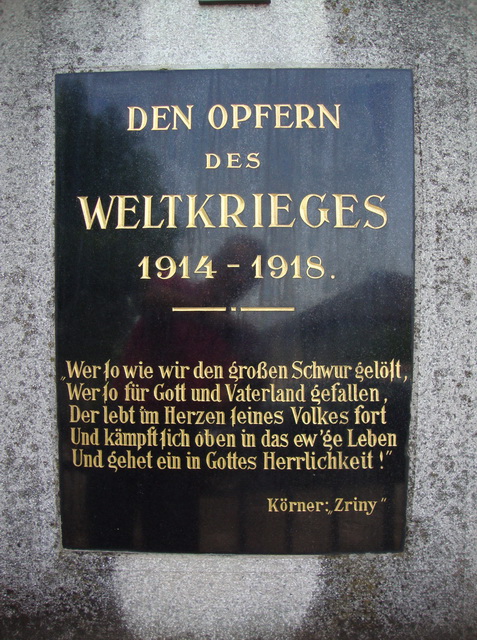 DEN OPFERN
DES
WELTKRIEGES
1914 - 1918.
„Wer ſo wie wir den großen Schwur gelöſt,
Wer ſo für Gott und Vaterland gefallen,
Der lebt im Herzen ſeines Volkes fort
Und kämpft ſich oben in das ew'ge Leben
Und gehet ein in Gottes Herrlichkeit!"
Körner: „Zriny"